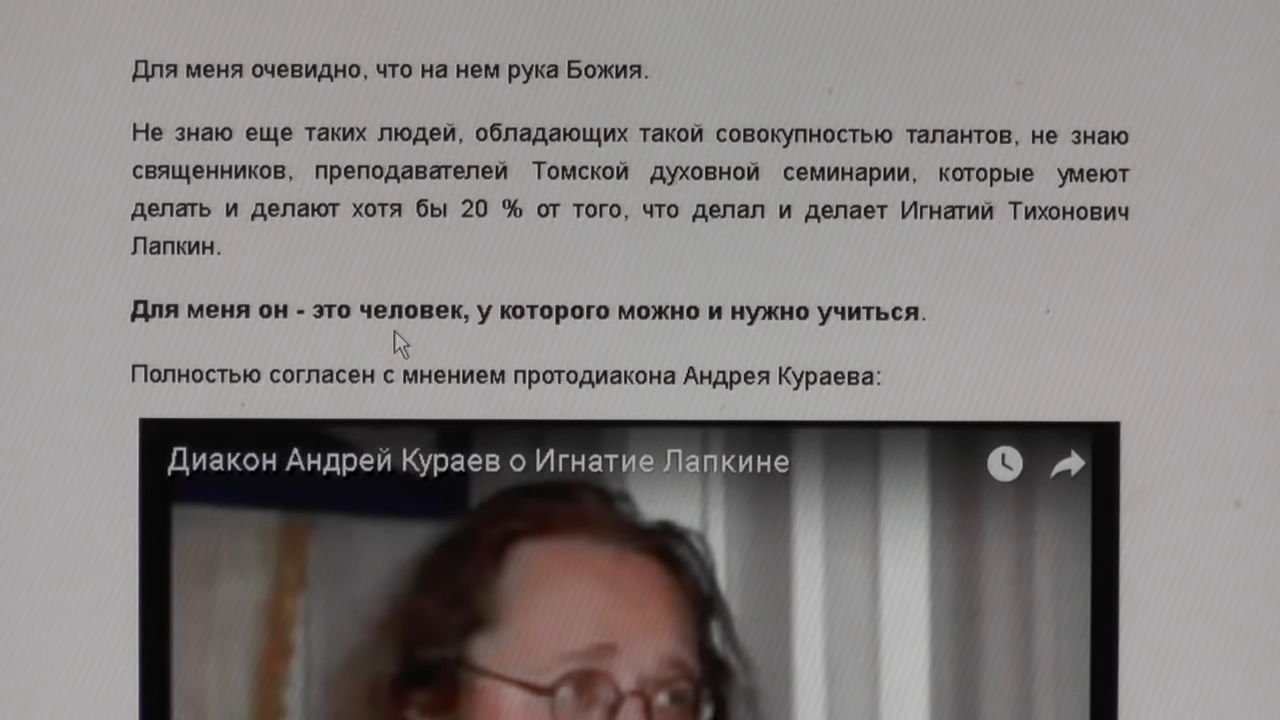 Для меня очевидно, что на нем рука Божия.
Не знаю еще таких людей, обладающих такой совокупностью талантов, не знаю
священников, преподавателей Томской духовной семинарии, которые умеют
делать и делают хотя бы 20 % от того, что делал и делает Игнатий Тихонович
Лапкин.
Для меня он - это человек, у которого можно и нужно учиться.
Полностью согласен с мнением протодиакона Андрея Кураева:
Диакон Андрей Кураев о Игнатие Лапкине